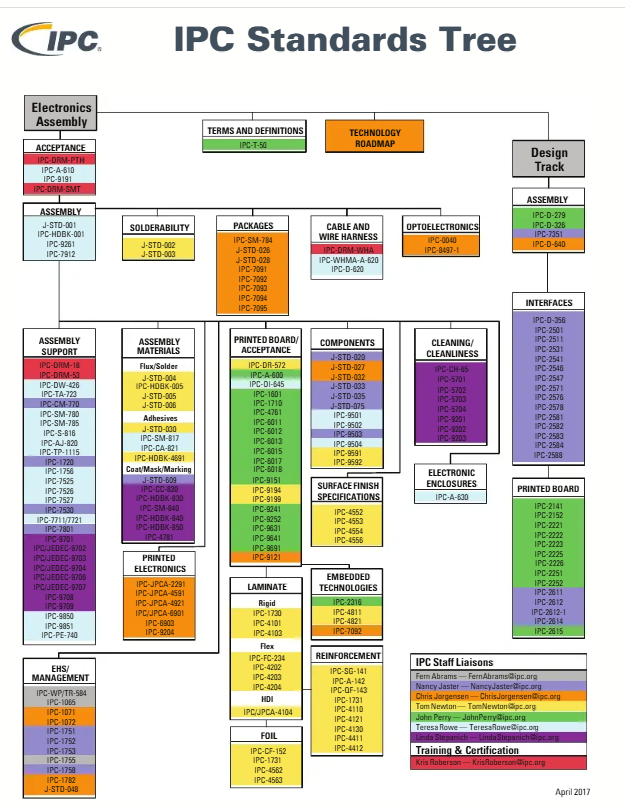 IPC
IPC Standards Tree
Electronics
Assembly
ACCEPTANCE
IPC-DRM-PTH
IPC-A-610
IPC-9191
IPC-DRM-SMT
TERMS AND DEFINITIONS
IPC-T-50
TECHNOLOGY
ROADMAP
Design
Track
ASSEMBLY
IPC-D-279
IPC-D-326
IPC-7351
IPC-D-640
ASSEMBLY
J-STD-001
IPC-HDBK-001
IPC-9261
IPC-7912
SOLDERABILITY
J-STD-002
J-STD-003
PACKAGES
IPC-SM-784
J-STD-026
J-STD-028
IPC-7091
IPC-7092
IPC-7093
IPC-7094
IPC-7095
CABLE AND
WIRE HARNESS
IPC-DRM-WHA
IPC-WHMA-A-620
IPC-D-620
OPTOELECTRONICS
IPC-0040
IPC-8497-1
INTERFACES
IPC-D-356
IPC-2501
IPC-2511
IPC-2531
IPC-2541
IPC-2546
IPC-2547
IPC-2571
IPC-2576
IPC-2578
IPC-2581
IPC-2582
IPC-2583
IPC-2584
IPC-2588
ASSEMBLY
SUPPORT
IPC-DRM-18
IPC-DRM-53
IPC-DW-426
IPC-TA-723
IPC-CM-770
IPC-SM-780
IPC-SM-785
IPC-S-816
IPC-AJ-820
IPC-TP-1115
IPC-1720
IPC-1756
IPC-7525
IPC-7526
IPC-7527
IPC-7530
IPC-7711/7721
IPC-7801
IPC-9701
IPC/JEDEC-9702
IPC/JEDEC-9703
IPC/JEDEC-9704
IPC/JEDEC-9706
IPC/JEDEC-9707
IPC-9708
IPC-9709
IPC-9850
IPC-9851
IPC-PE-740
ASSEMBLY
MATERIALS
Flux/Solder
J-STD-004
IPC-HDBK-005
J-STD-005
J-STD-006
Adhesives
J-STD-030
IPC-SM-817
IPC-CA-821
IPC-HDBK-4691
Coat/Mask/Marking
J-STD-609
IPC-CC-830
IPC-HDBK-830
IPC-SM-840
IPC-HDBK-840
IPC-HDBK-850
IPC-4781
PRINTED
ELECTRONICS
IPC-JPCA-2291
IPC-JPCA-4591
IPC-JPCA-4921
IPC/JPCA-6901
IPC-6903
IPC-9204
PRINTED BOARD/
ACCEPTANCE
IPC-DR-572
IPC-A-600
IPC-OI-645
IPC-1601
IPC-1710
IPC-4761
IPC-6011
IPC-6012
IPC-6013
IPC-6015
IPC-6017
IPC-6018
IPC-9151
IPC-9194
IPC-9199
IPC-9241
IPC-9252
IPC-9631
IPC-9641
IPC-9691
IPC-9121
COMPONENTS
J-STD-020
J-STD-027
J-STD-032
J-STD-033
J-STD-035
J-STD-075
IPC-9501
IPC-9502
IPC-9503
IPC-9504
IPC-9591
IPC-9592
SURFACE FINISH
SPECIFICATIONS
IPC-4552
IPC-4553
IPC-4554
IPC-4556
CLEANING/
CLEANLINESS
IPC-CH-65
IPC-5701
IPC-5702
IPC-5703
IPC-5704
IPC-9201
IPC-9202
IPC-9203
ELECTRONIC
ENCLOSURES
IPC-A-630
PRINTED BOARD
IPC-2141
IPC-2152
IPC-2221
IPC-2222
IPC-2223
IPC-2225
IPC-2226
IPC-2251
IPC-2252
IPC-2611
IPC-2612
IPC-2612-1
IPC-2614
IPC-2615
LAMINATE
Rigid
IPC-1730
IPC-4101
IPC-4103
Flex
IPC-FC-234
IPC-4202
IPC-4203
IPC-4204
HDI
IPC/JPCA-4104
FOIL
IPC-CF-152
IPC-1731
IPC-4562
IPC-4563
EMBEDDED
TECHNOLOGIES
IPC-2316
IPC-4811
IPC-4821
IPC-7092
REINFORCEMENT
IPC-SG-141
IPC-A-142
IPC-QF-143
IPC-1731
IPC-4110
IPC-4121
IPC-4130
IPC-4411
IPC-4412
EHS/
MANAGEMENT
IPC-WP/TR-584
IPC-1065
IPC-1071
IPC-1072
IPC-1751
IPC-1752
IPC-1753
IPC-1755
IPC-1758
IPC-1782
J-STD-048
IPC Staff Liaisons
Fern Abrams — FernAbrams@ipc.org
Nancy Jaster — NancyJaster@ipc.org
Chris Jorgensen — ChrisJorgensen@ipc.org
Tom Newton — TomNewton@ipc.org
John Perry — JohnPerry@ipc.org
Teresa Rowe — TeresaRowe@ipc.org
Linda Stepanich — LindaStepanich@ipc.org
Training & Certification
Kris Roberson — KrisRoberson@ipc.org
April 2017